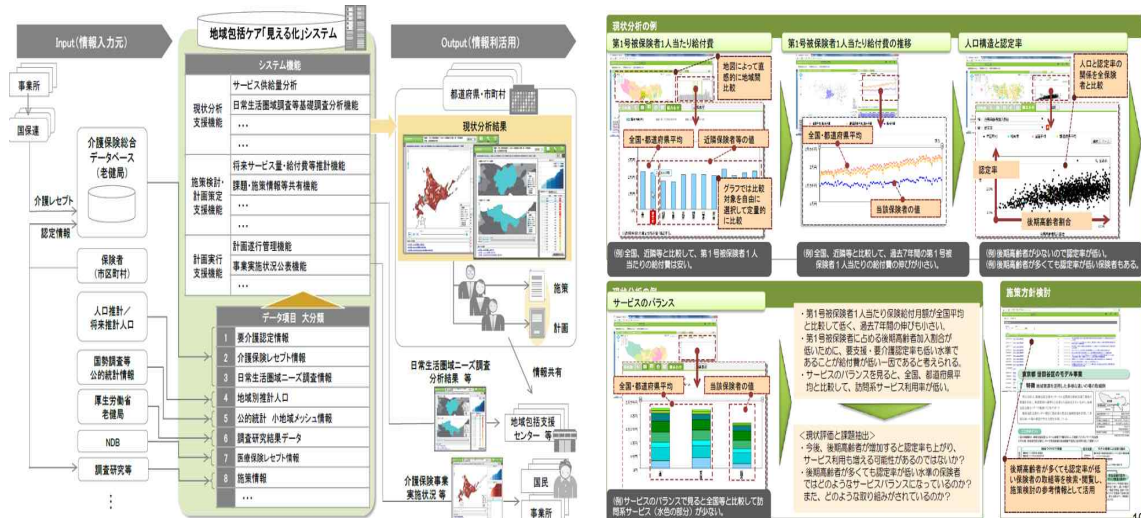 Input(情報入力元)
事業所
国保連
介護保険総合
データベース
(老健局)
介護レセプト
認定情報
保険者
(市区町村)
人口推計/
将来推計人口
国勢調査等
公的統計情報
厚生労働省
老健局
NDB
調査研究等
⋮
地域包括ケア「見える化」システム
システム機能
現状分析
支援機能
サービス供給量分析
日常生活圏域調査等基礎調査分析機能
…
…
施策検討・
計画策定
支援機能
将来サービス量・給付費等推計機能
課題・施策情報等共有機能
…
…
計画実行
支援機能
計画遂行管理機能
事業実施状況公表機能
…
データ項目 大分類
1 要介護認定情報
2 介護保険レセプト情報
3 日常生活圏域ニーズ調査情報
4 地域別推計人口
5 公的統計 小地域メッシュ情報
6 調査研究結果データ
7 医療保険レセプト情報
8 施策情報
…
Output(情報利活用)
都道府県・市町村
現状分析結果
施策
計画
日常生活圏域ニーズ調査
分析結果 等
情報共有
地域包括支援
センター 等
介護保険事業
実施状況 等
国民
事業所
現状分析の例
第1号被保険者1人当たり給付費
地図によって直
感的に地域間
比較
全国・都道府県平均
近隣保険者等の値
グラフでは比較
対象を自由に
選択して定量的
に比較
(例)全国、近隣等と比較して、第1号被保険者1人
当たりの給付費は安い。
第1号被保険者1人当たり給付費の推移
全国・都道府県平均
当該保険者の値
(例)全国、近隣等と比較して、過去7年間の第1号被
保険者1人当たりの給付費の伸びが小さい。
人口構造と認定率
人口と認定率の
関係を全保険
者と比較
認定率
後期高齢者割合
(例)後期高齢者が少ないので認定率が低い。
(例)後期高齢者が多くても認定率が低い保険者もある。
現状分析の例
サービスのバランス
全国・都道府県平均
当該保険者の値
(例)サービスのバランスで見ると全国等と比較して訪
問系サービス(水色の部分)が少ない。
・第1号被保険者1人当たり保険給付月額が全国平均
と比較して低く、過去7年間の伸びも小さい。
・第1号被保険者に占める後期高齢者加入割合が
低いために、要支援・要介護認定率も低い水準で
あることが給付費が低い一因であると考えられる。
・サービスのバランスを見ると、全国、都道府県平
均と比較して、訪問系サービス利用率が低い。
<現状評価と課題抽出>
・今後、後期高齢者が増加すると認定率も上がり、
サービス利用も増える可能性があるのではないか?
・後期高齢者が多くても認定率が低い水準の保険者
ではどのようなサービスバランスになっているのか?
また、どのような取り組みがされているのか?
施策方針検討
東京都 世田谷区のモデル事業
後期高齢者が多くても認定率が低
い保険者の取組等を検索・閲覧し、
施策検討の参考情報として活用